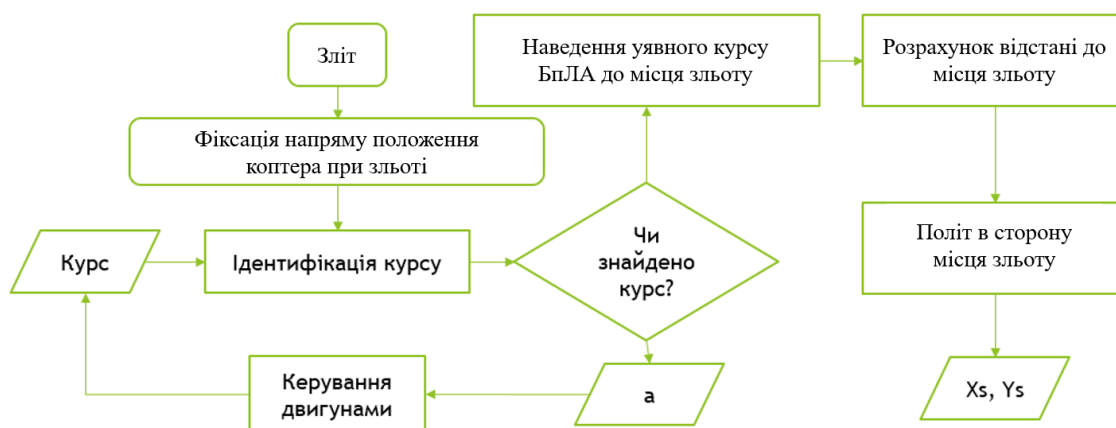 Зліт
Фіксація напряму положення
коптера при зльоті
Наведення уявного курсу
БпЛА до місця зльоту
Розрахунок відстані до
місця зльоту
Курс
Ідентифікація курсу
Чи
знайдено
курс?
Політ в сторону
місця зльоту
Керування
двигунами
a
Xs, Ys